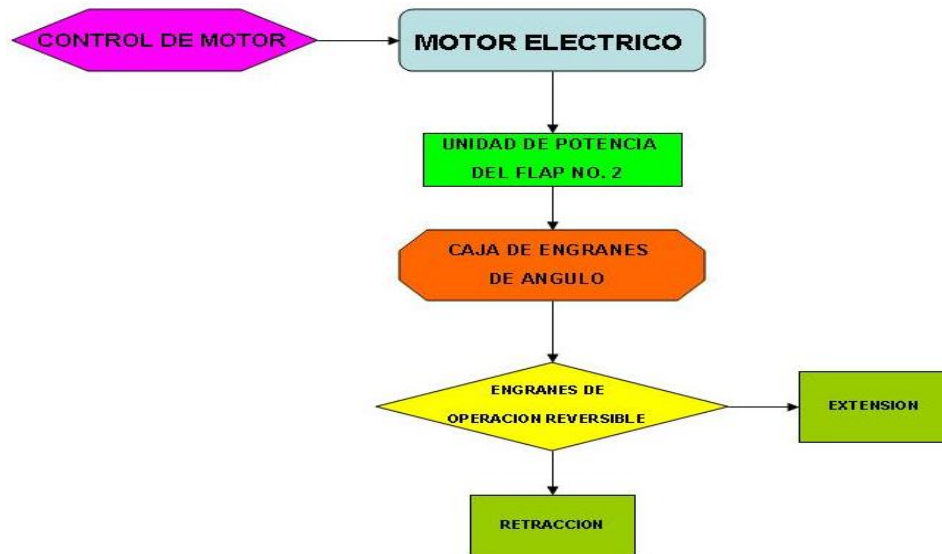 CONTROL DE MOTOR
MOTOR ELECTRICO
UNIDAD DE POTENCIA
DEL FLAP NO. 2
CAJA DE ENGRANES
DE ANGULO
ENGRANES DE
OPERACION REVERSIBLE
EXTENSION
RETRACCION